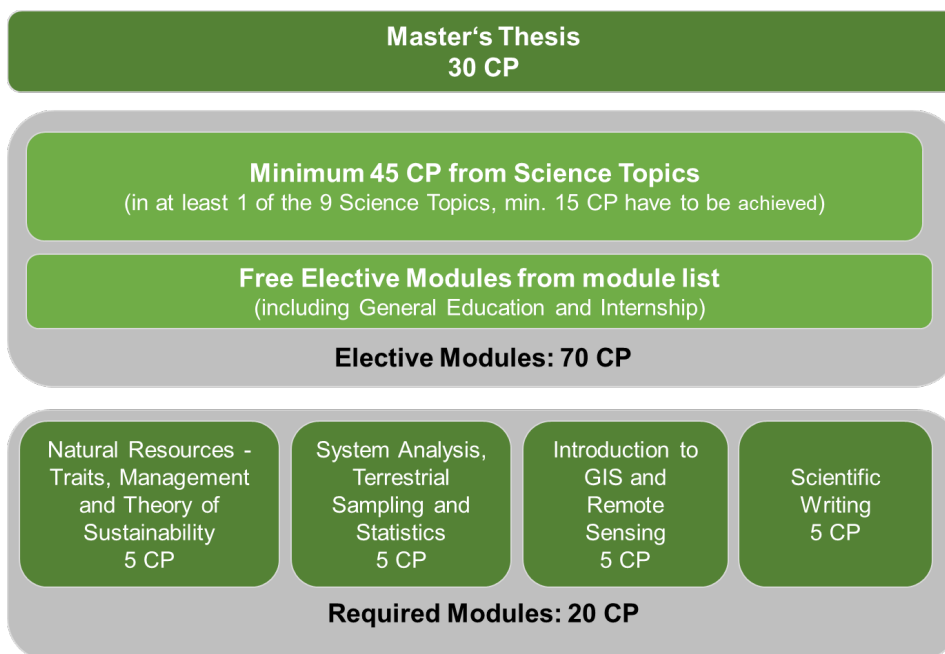 Master‘s Thesis
30 CP
Minimum 45 CP from Science Topics
(in at least 1 of the 9 Science Topics, min. 15 CP have to be achieved)
Free Elective Modules from module list
(including General Education and Internship)
Elective Modules: 70 CP
Natural Resources -
Traits, Management
and Theory of
Sustainability
5 CP
System Analysis,
Terrestrial
Sampling and
Statistics
5 CP
Introduction to
GIS and
Remote
Sensing
5 CP
Scientific
Writing
5 CP
Required Modules: 20 CP